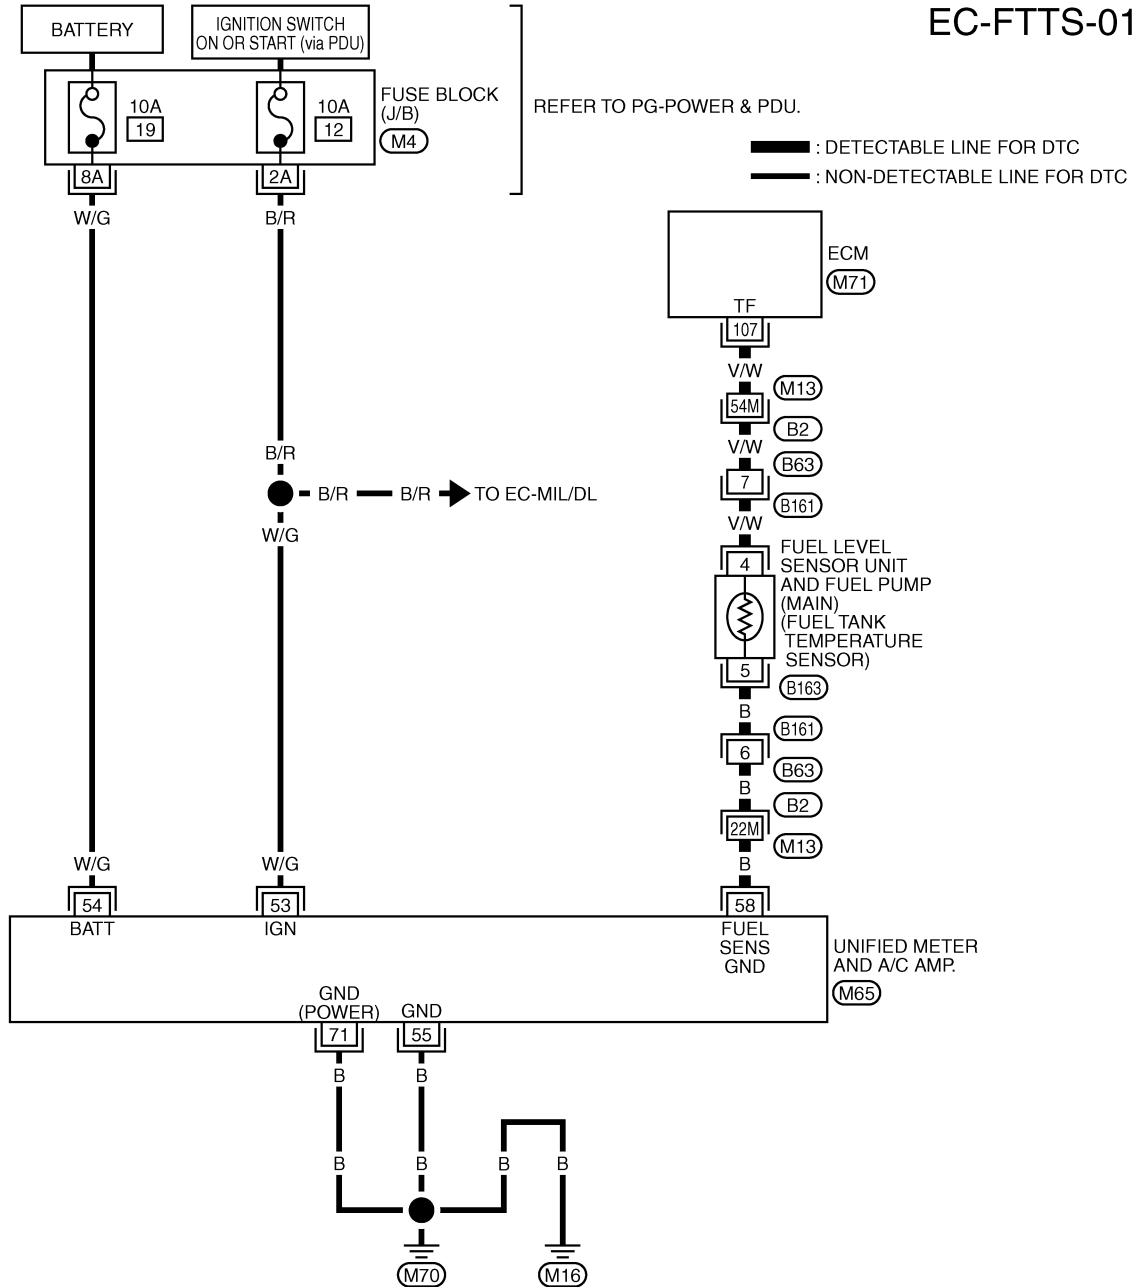 EC-FTTS-01
BATTERY
IGNITION SWITCH
ON OR START (via PDU)
10A
19
10A
12
FUSE BLOCK
(J/B)
M4
REFER TO PG-POWER & PDU.
8A
2A
W/G
B/R
: DETECTABLE LINE FOR DTC
: NON-DETECTABLE LINE FOR DTC
ECM
M71
TF
107
V/W
M13
54M
B2
V/W
B63
7
B161
V/W
B/R
B/R
B/R
TO EC-MIL/DL
W/G
4
FUEL LEVEL
SENSOR UNIT
AND FUEL PUMP
(MAIN)
(FUEL TANK
TEMPERATURE
SENSOR)
5
B163
B
B161
6
B63
B
B2
22M
M13
B
W/G
W/G
54
53
58
BATT
IGN
FUEL
SENS
GND
UNIFIED METER
AND A/C AMP.
M65
GND
(POWER)
GND
71
55
B
B
B
B
B
B
M70
M16